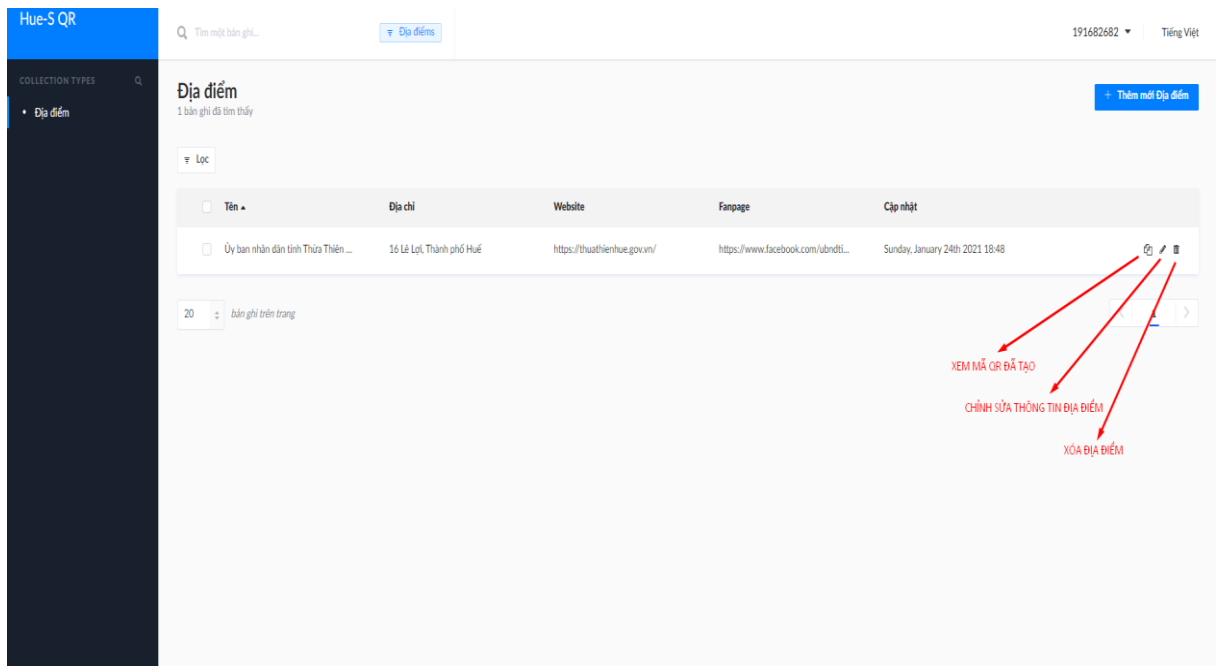 Hue-S QR
Tìm một bản ghi...
Địa điểms
191682682
Tiếng Việt
COLLECTION TYPES
Địa điểm
Địa điểm
1 bản ghi đã tìm thấy
+ Thêm mới Địa điểm
Lọc
Tên Địa chỉ Website Fanpage Cập nhật
Ủy ban nhân dân tỉnh Thừa Thiên ... 16 Lê Lợi, Thành phố Huế https://thuathienhue.gov.vn/ https://www.facebook.com/ubndti... Sunday, January 24th 2021 18:48
20 bản ghi trên trang
1
XEM MÃ QR ĐÃ TẠO
CHỈNH SỬA THÔNG TIN ĐỊA ĐIỂM
XÓA ĐỊA ĐIỂM